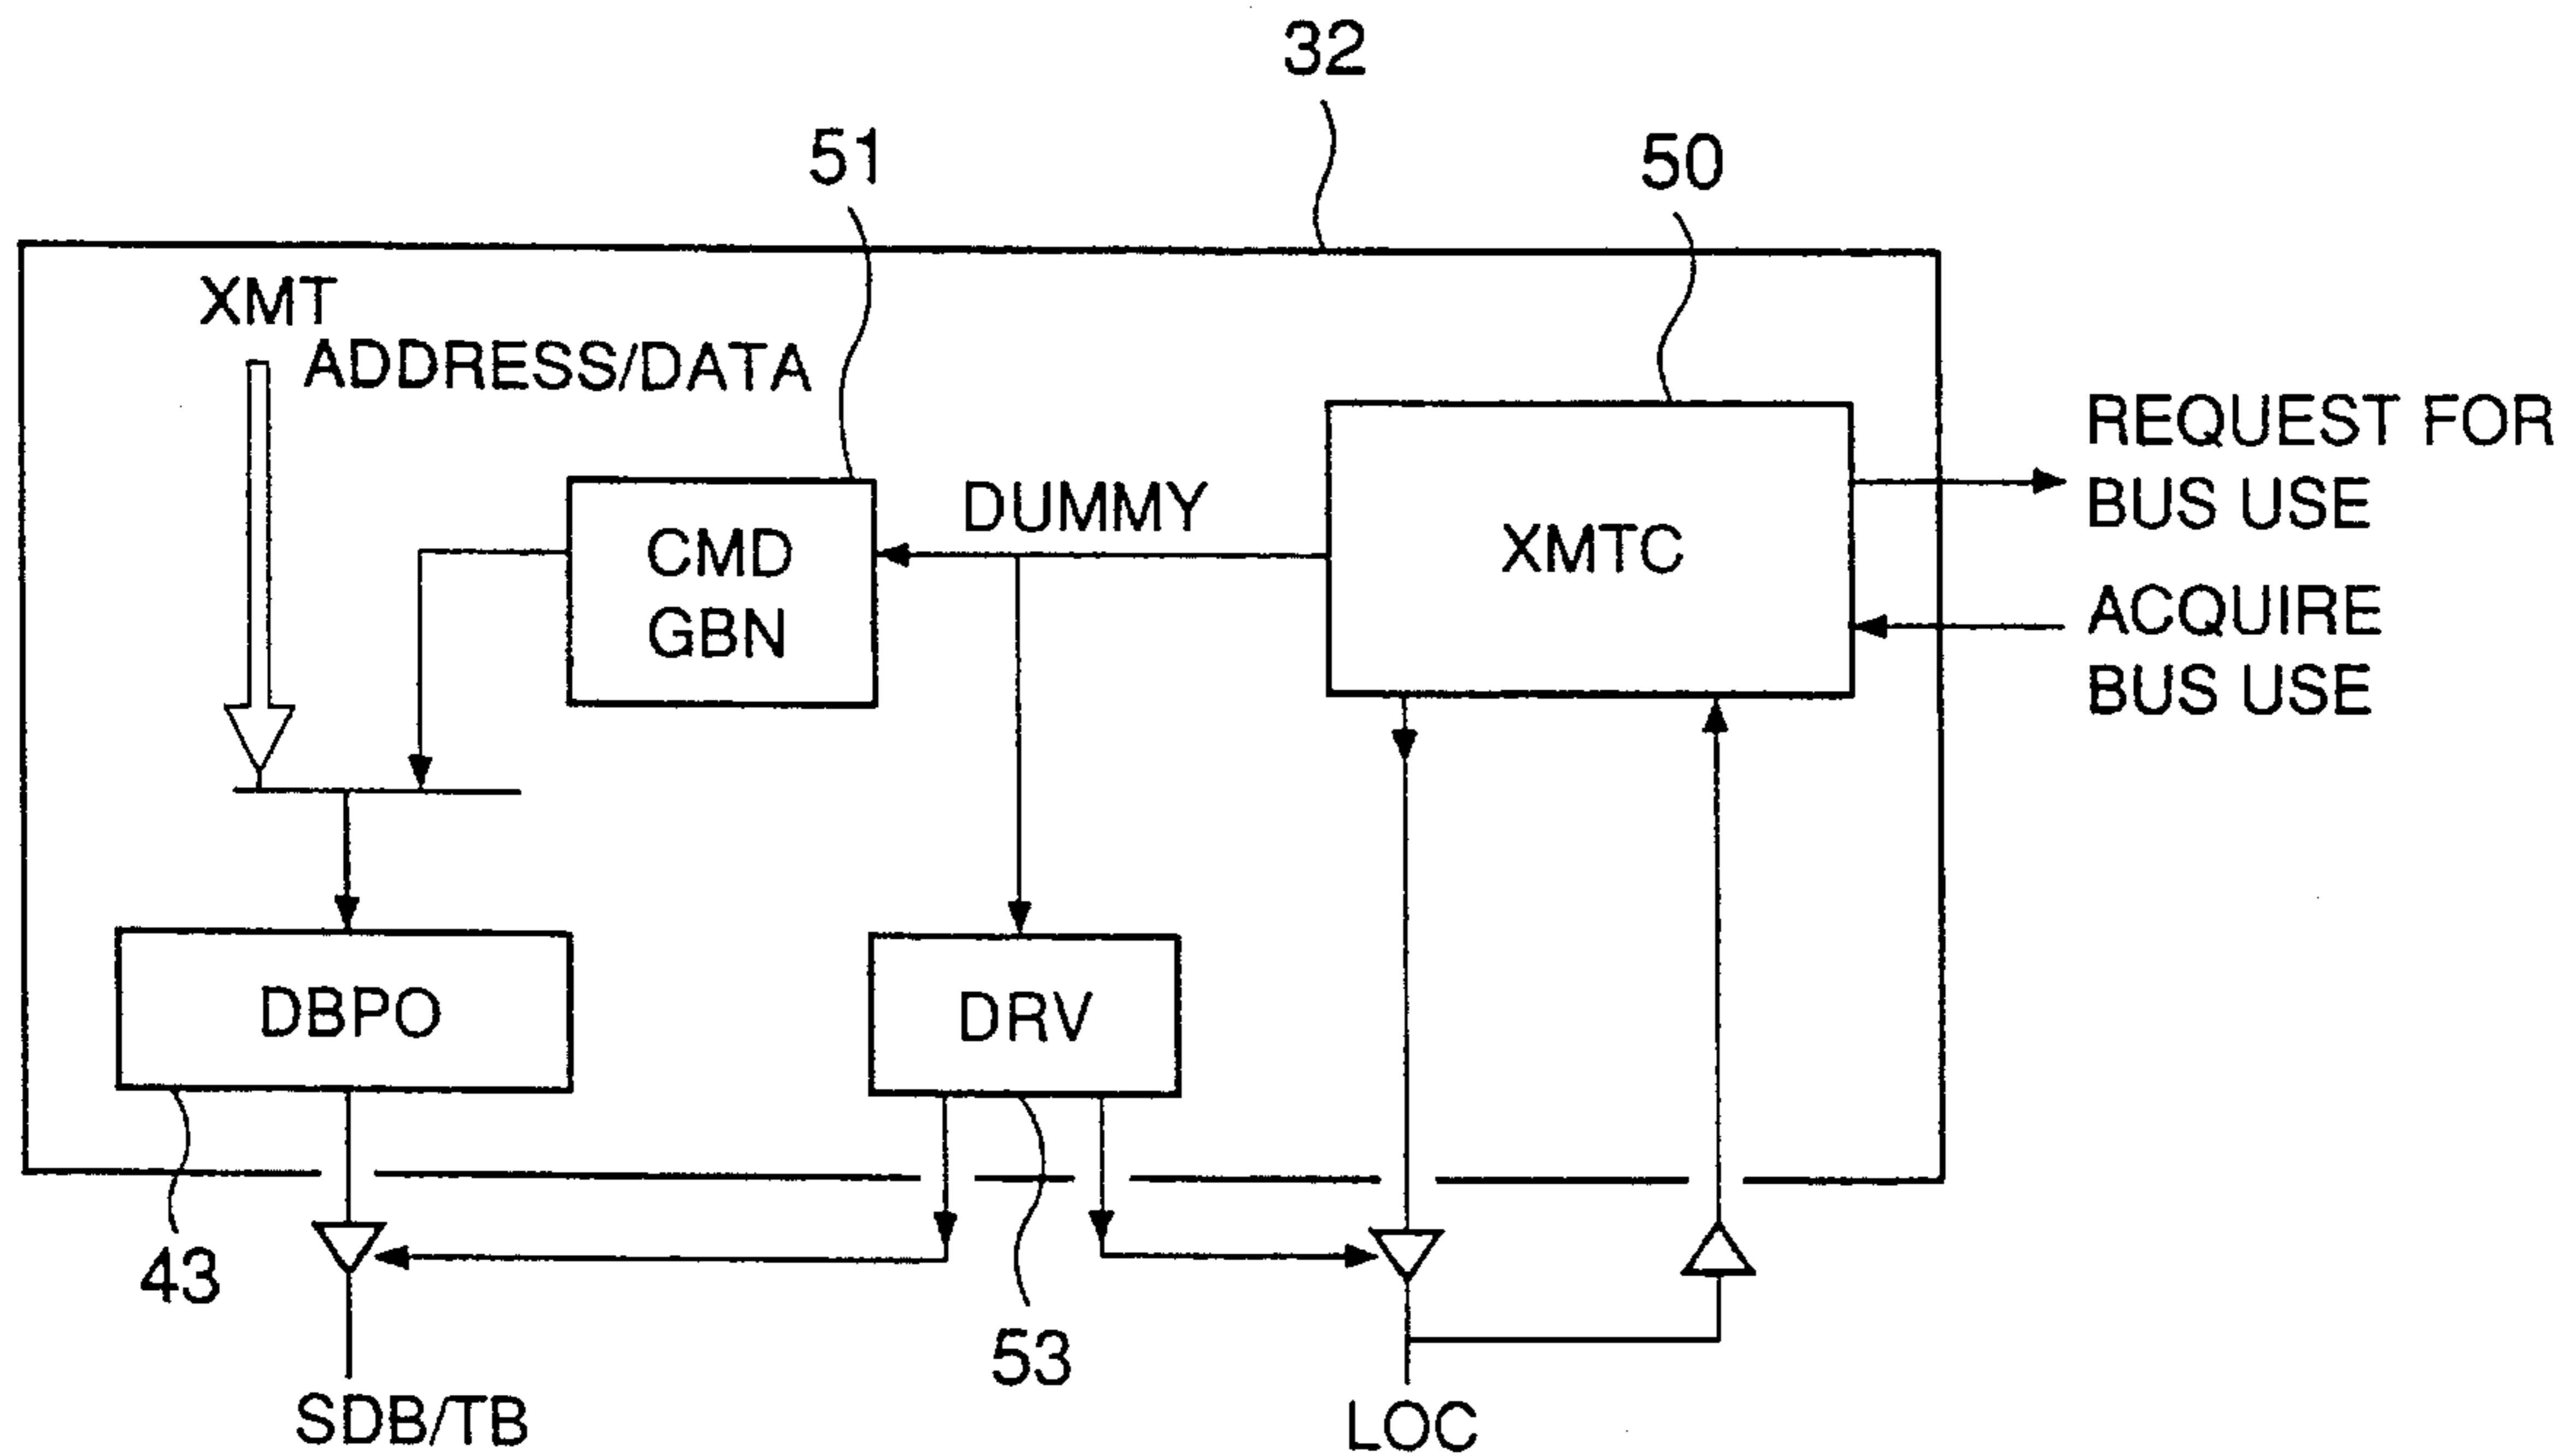 32
51
50
XMT
ADDRESS/DATA
REQUEST FOR
BUS USE
DUMMY
CMD
GBN
XMTC
ACQUIRE
BUS USE
DBPO
DRV
43
53
SDB/TB
LOC